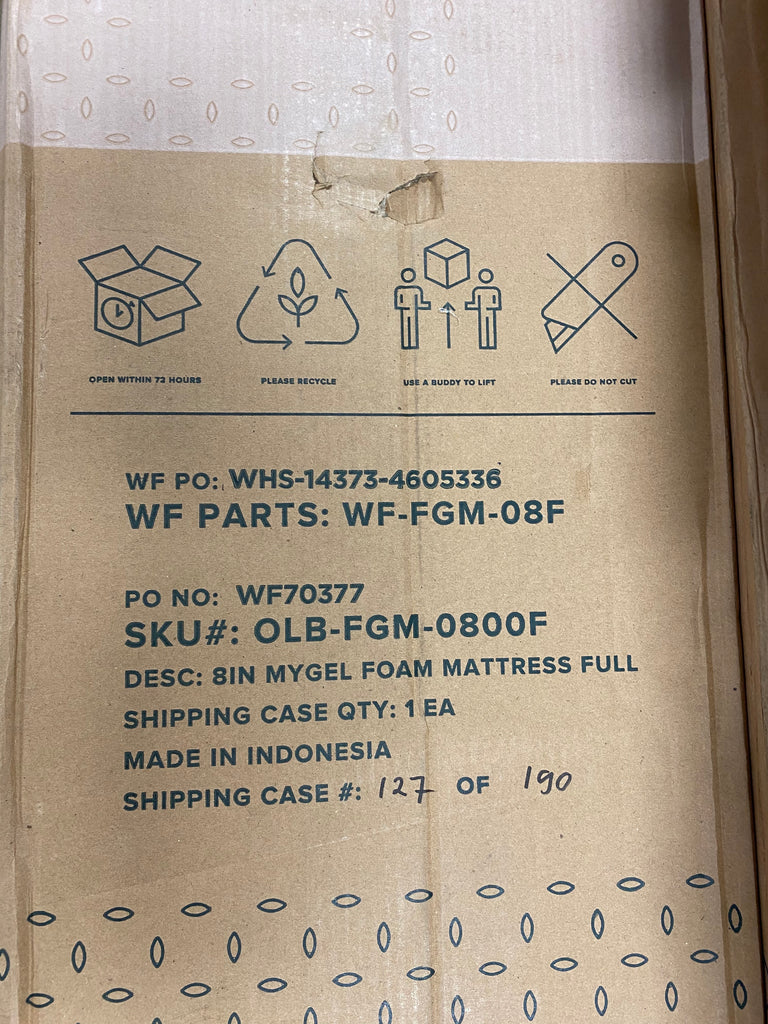 OPEN WITHIN 72 HOURS
PLEASE RECYCLE
USE A BUDDY TO LIFT
PLEASE DO NOT CUT
WF PO: WHS-14373-4605336
WF PARTS: WF-FGM-08F
PO NO: WF70377
SKU#: OLB-FGM-0800F
DESC: 8IN MYGEL FOAM MATTRESS FULL
SHIPPING CASE QTY: 1 EA
MADE IN INDONESIA
SHIPPING CASE #: 127 OF 190